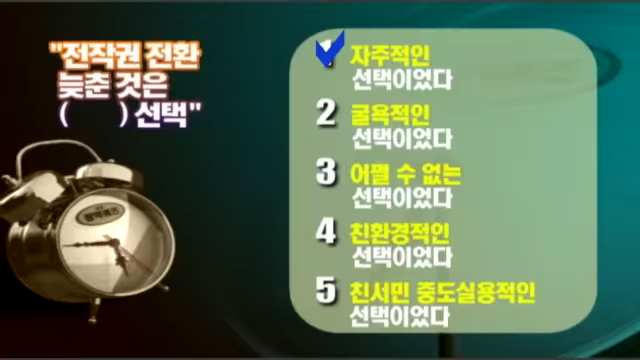 "전작권 전환
늦춘 것은
(      ) 선택"
자주적인
선택이었다
2 굴욕적인
선택이었다
3 어쩔 수 없는
선택이었다
4 친환경적인
선택이었다
5 친서민 중도실용적인
선택이었다